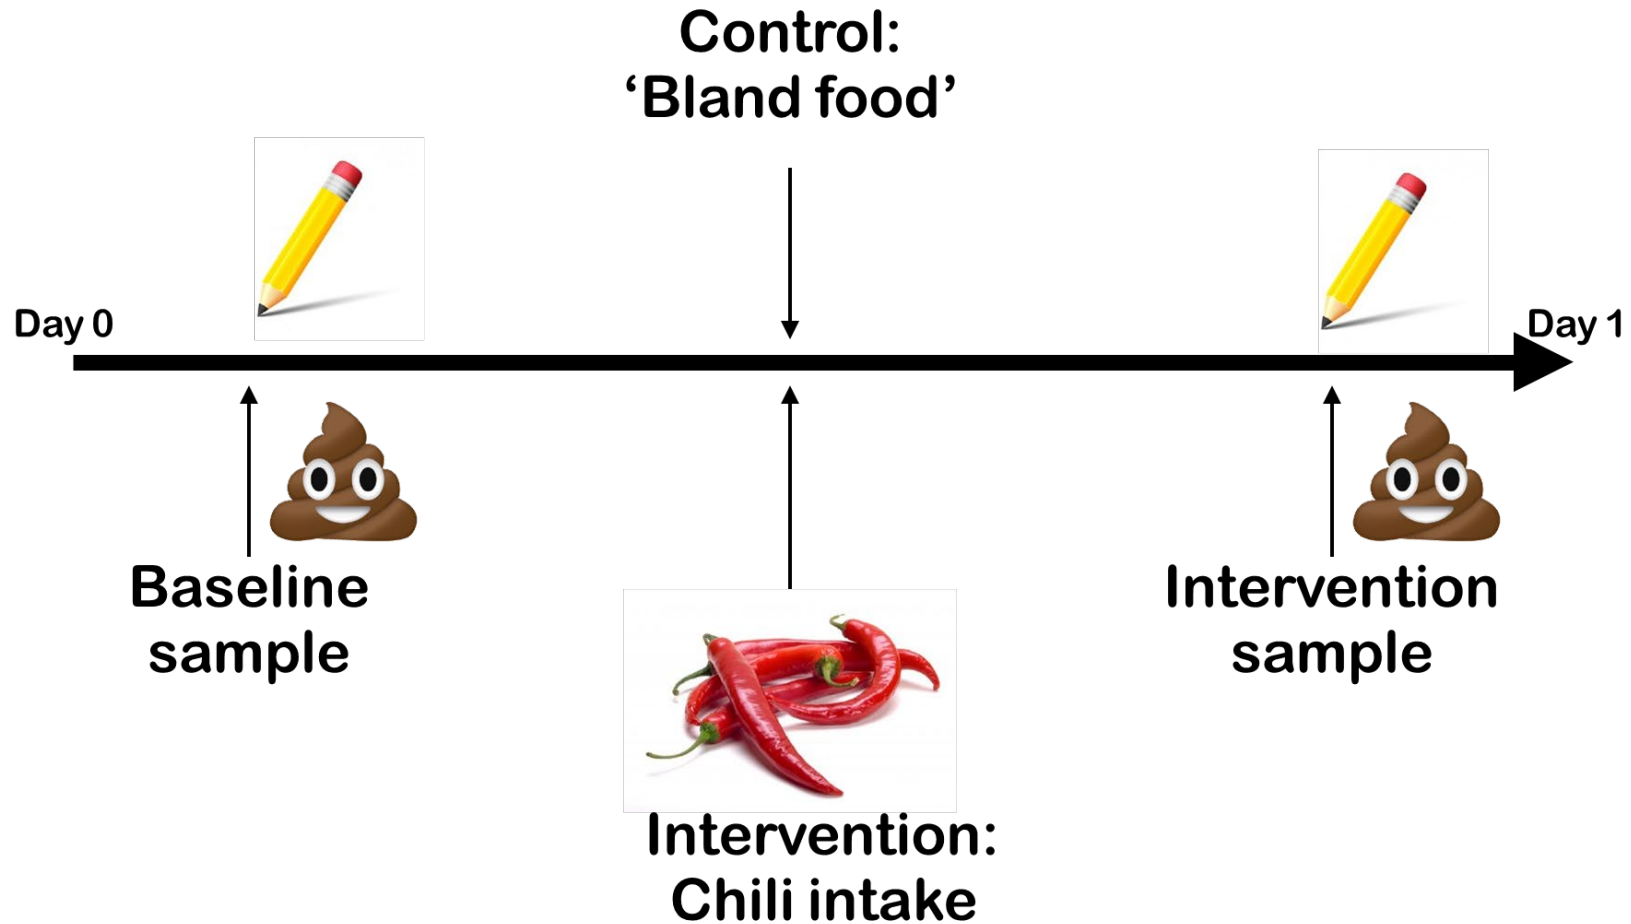 Control:
‘Bland food’
Day 0
Day 1
Baseline
sample
Intervention
sample
Intervention:
Chili intake